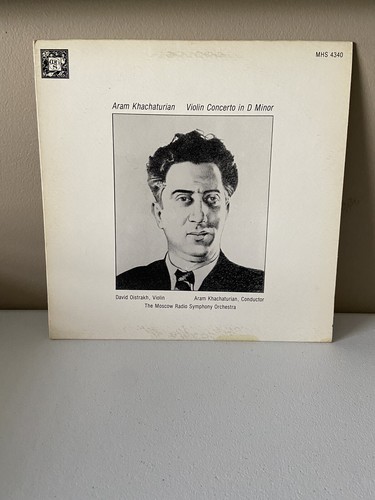 MHS 4340
Aram Khachaturian Violin Concerto in D Minor
David Oistrakh, Violin Aram Khachaturian, Conductor
The Moscow Radio Symphony Orchestra